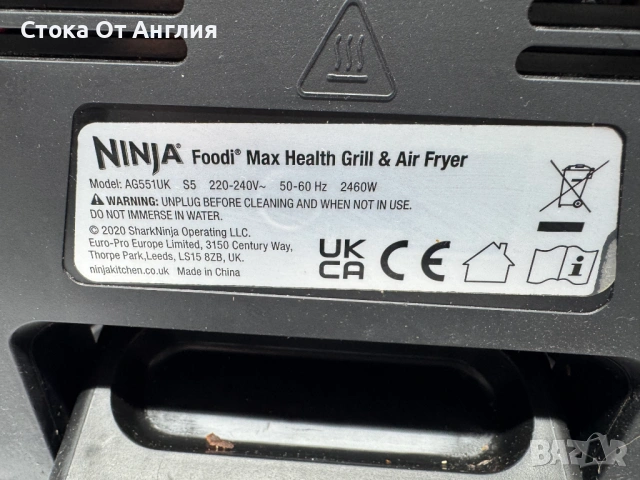 Стока От Англия
NINJA Foodi® Max Health Grill & Air Fryer
Model: AG551UK S5 220-240V~ 50-60 Hz 2460W
WARNING: UNPLUG BEFORE CLEANING AND WHEN NOT IN USE.
DO NOT IMMERSE IN WATER.
© 2020 SharkNinja Operating LLC.
Euro-Pro Europe Limited, 3150 Century Way,
Thorpe Park,Leeds, LS15 8ZB, UK.
ninjakitchen.co.uk Made in China
UK
CA CE
BAZAR